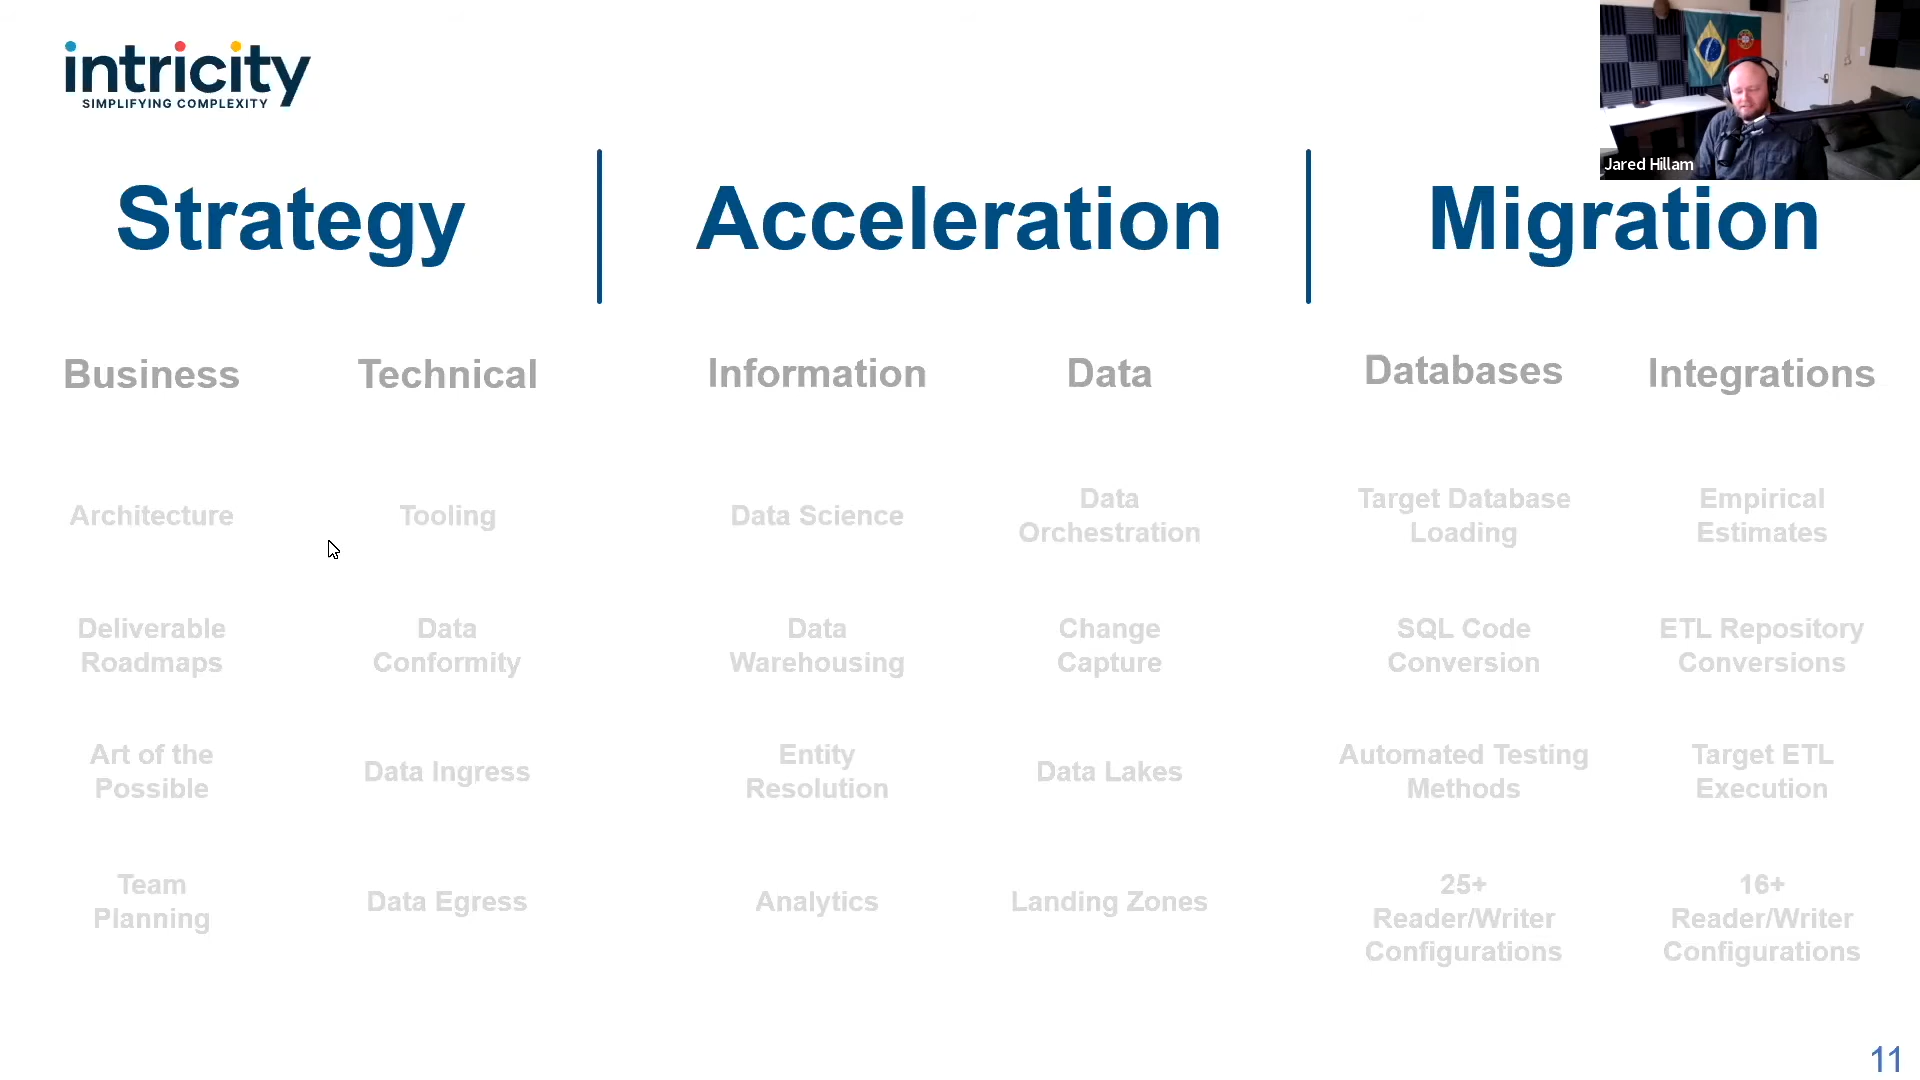 intricity
SIMPLIFYING COMPLEXITY
Jared Hillam
Strategy
Acceleration
Migration
Business
Technical
Information
Data
Databases
Integrations
Architecture
Tooling
Data Science
Data
Orchestration
Target Database
Loading
Empirical
Estimates
Deliverable
Roadmaps
Data
Conformity
Data
Warehousing
Change
Capture
SQL Code
Conversion
ETL Repository
Conversions
Art of the
Possible
Data Ingress
Entity
Resolution
Data Lakes
Automated Testing
Methods
Target ETL
Execution
Team
Planning
Data Egress
Analytics
Landing Zones
25+
Reader/Writer
Configurations
16+
Reader/Writer
Configurations
11